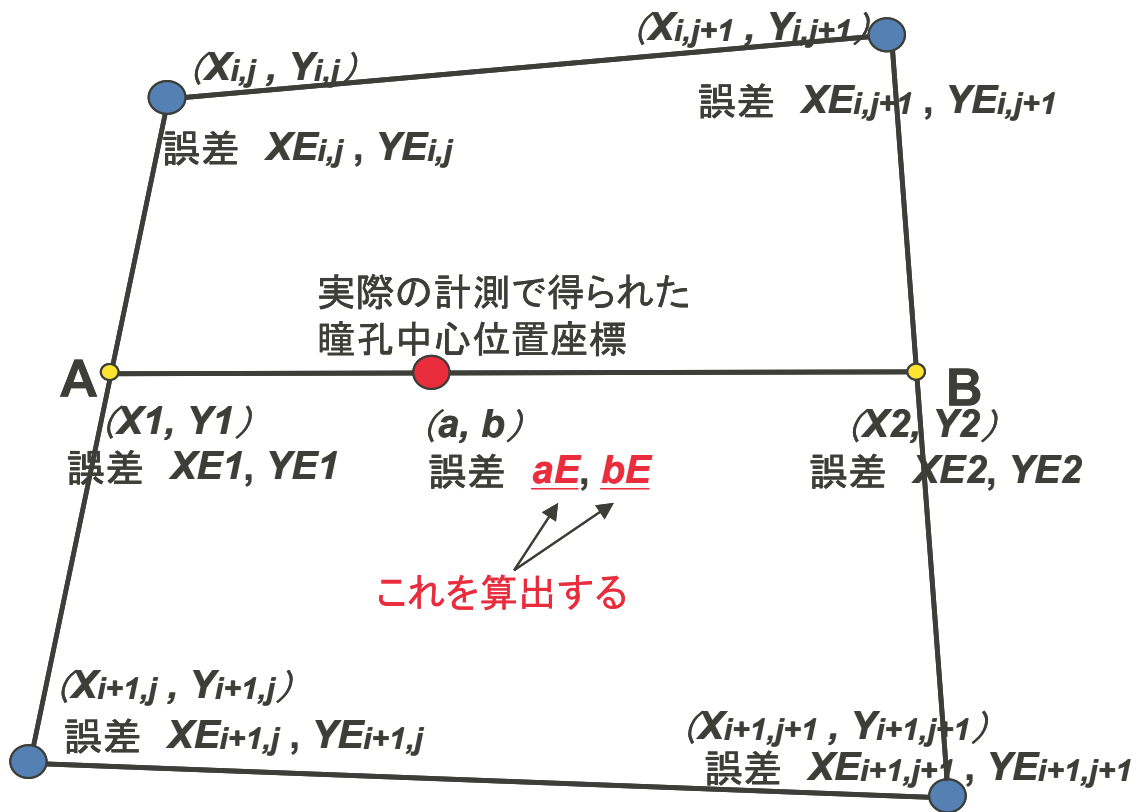 (Xi,j+1 , Yi,j+1)
(Xi,j , Yi,j)
誤差 XEi,j+1 , YEi,j+1
誤差 XEi,j , YEi,j
実際の計測で得られた
瞳孔中心位置座標
A
B
(X1, Y1)
(a, b)
(X2, Y2)
誤差 XE1, YE1
誤差 aE, bE
誤差 XE2, YE2
これを算出する
(Xi+1,j , Yi+1,j)
誤差 XEi+1,j , YEi+1,j
(Xi+1,j+1 , Yi+1,j+1)
誤差 XEi+1,j+1 , YEi+1,j+1